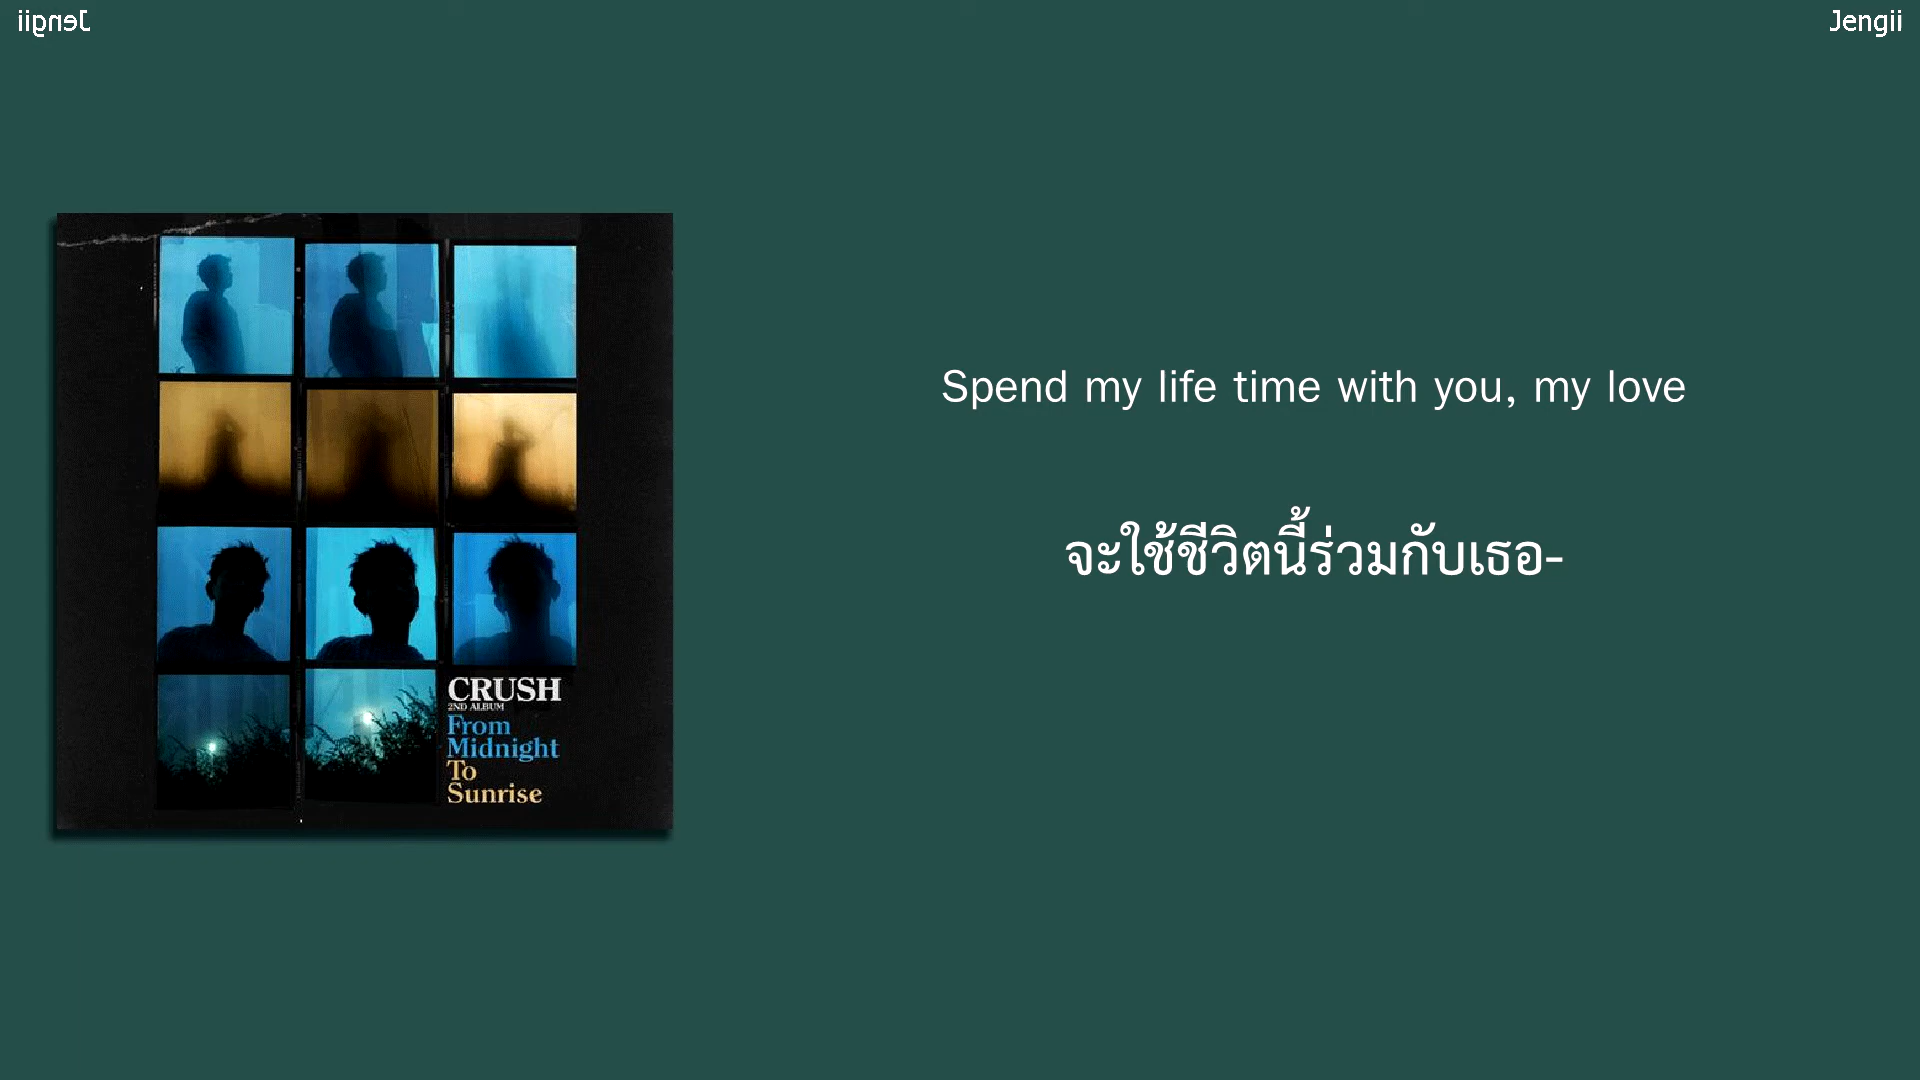 Jengii
Jengii
Spend my life time with you, my love
จะใช้ชีวิตนี้ร่วมกับเธอ-
CRUSH
2ND ALBUM
From
Midnight
To
Sunrise